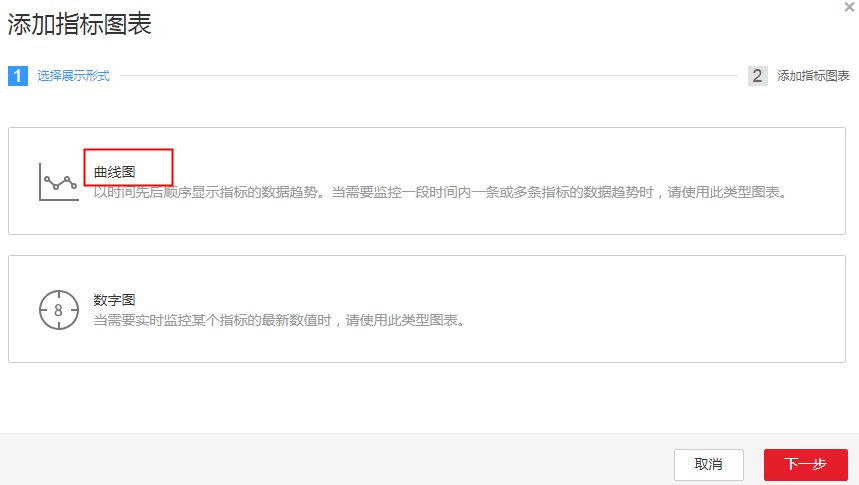 添加指标图表
×
1 选择展示形式
2 添加指标图表
曲线图
以时间先后顺序显示指标的数据趋势。当需要监控一段时间内一条或多条指标的数据趋势时，请使用此类型图表。
8
数字图
当需要实时监控某个指标的最新数值时，请使用此类型图表。
取消
下一步